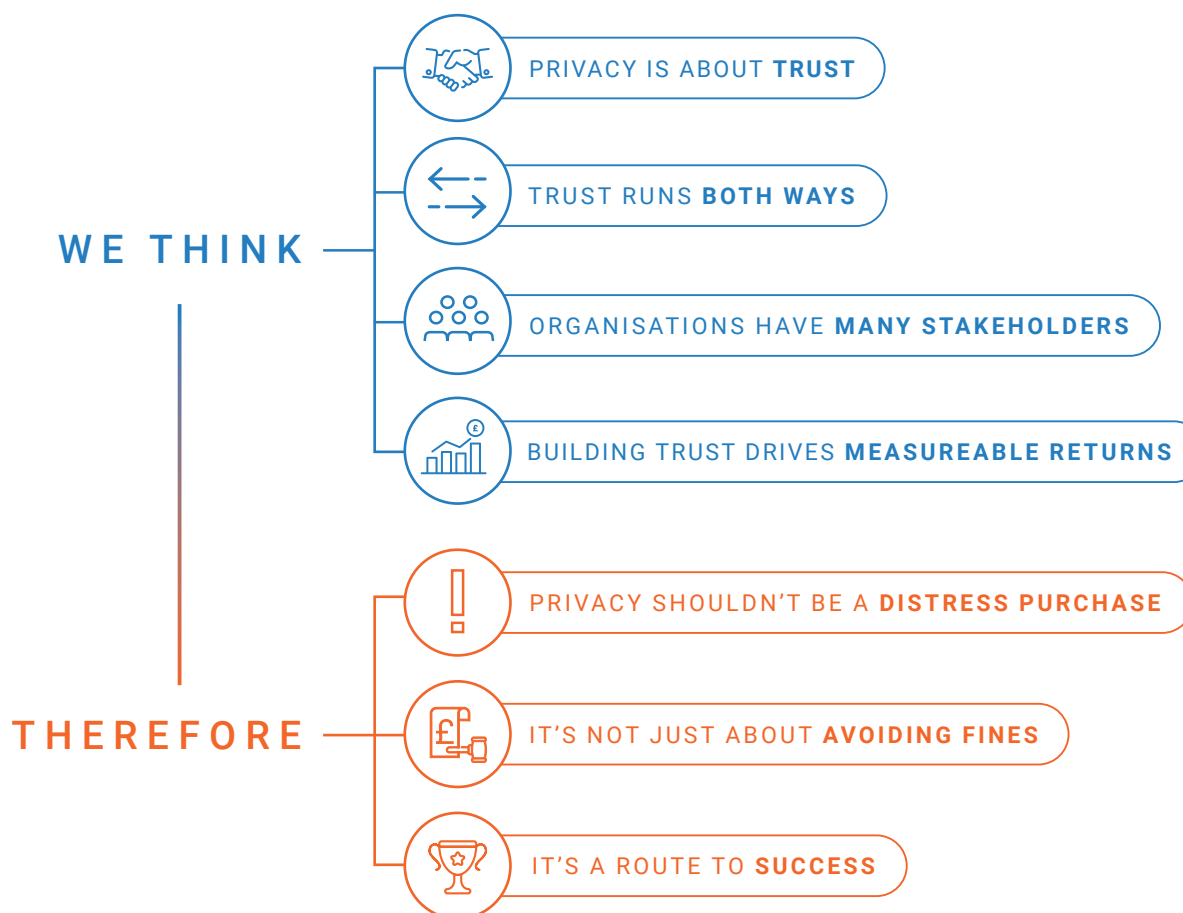 WE THINK
PRIVACY IS ABOUT TRUST
TRUST RUNS BOTH WAYS
ORGANISATIONS HAVE MANY STAKEHOLDERS
£
BUILDING TRUST DRIVES MEASUREABLE RETURNS
THEREFORE
PRIVACY SHOULDN'T BE A DISTRESS PURCHASE
£
IT'S NOT JUST ABOUT AVOIDING FINES
IT'S A ROUTE TO SUCCESS